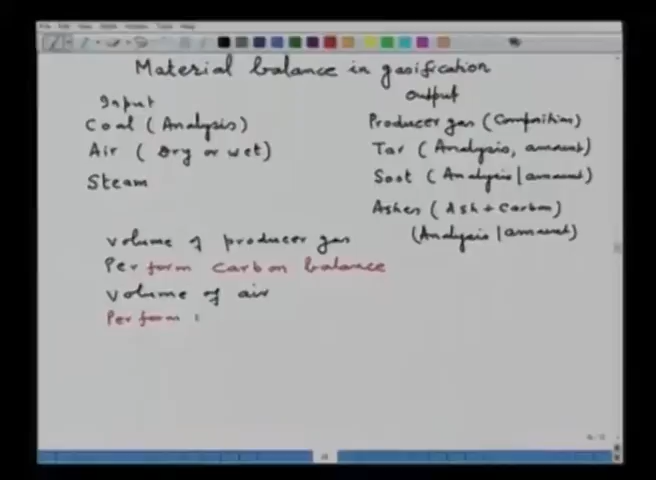 Material balance in gasification
Input
Coal (Analysis)
Air (Dry or wet)
Steam
Output
Producer gas (Composition)
Tar (Analysis, amount)
Soot (Analysis | amount)
Ashes (Ash + Carbon)
(Analysis | amount)
Volume of producer gas
Perform carbon balance
Volume of air
Perform